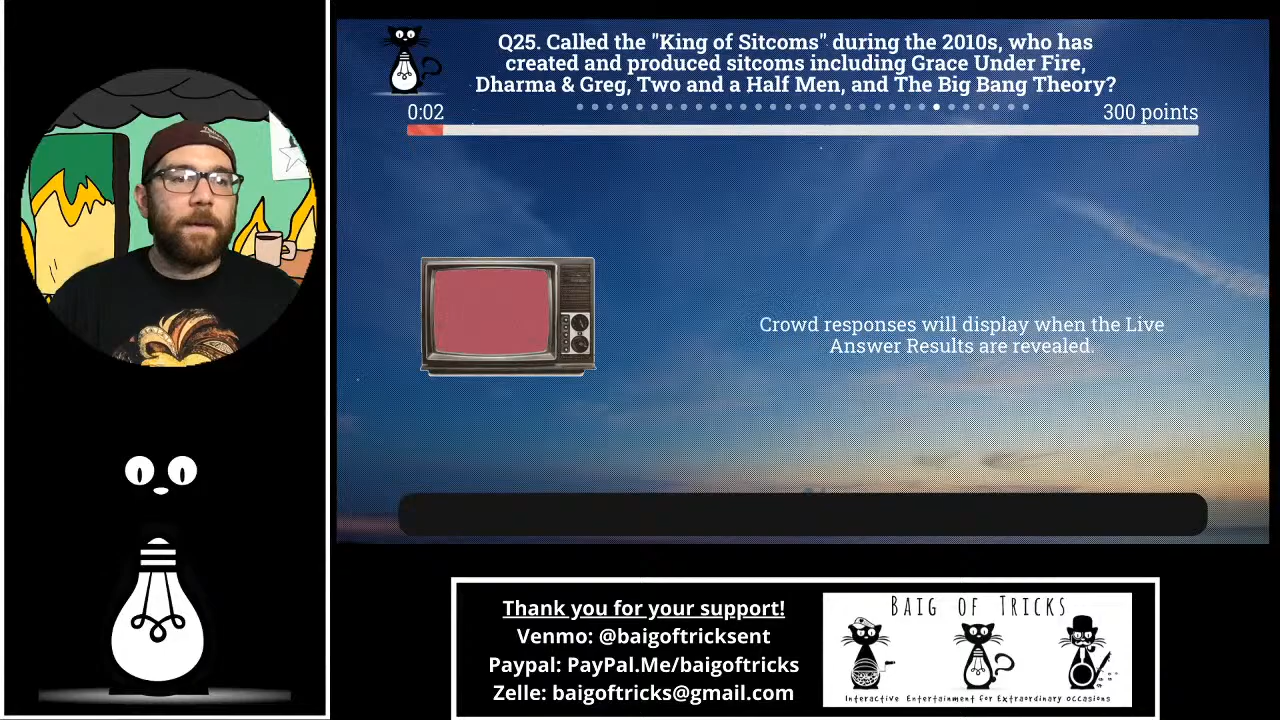 Q25. Called the "King of Sitcoms" during the 2010s, who has
created and produced sitcoms including Grace Under Fire,
Dharma & Greg, Two and a Half Men, and The Big Bang Theory?
0:02
300 points
Crowd responses will display when the Live
Answer Results are revealed.
Thank you for your support!
Venmo: @baigoftricksent
Paypal: PayPal.Me/baigoftricks
Zelle: baigoftricks@gmail.com
BAIG OF TRICKS
Interactive Entertainment for Extraordinary occasions